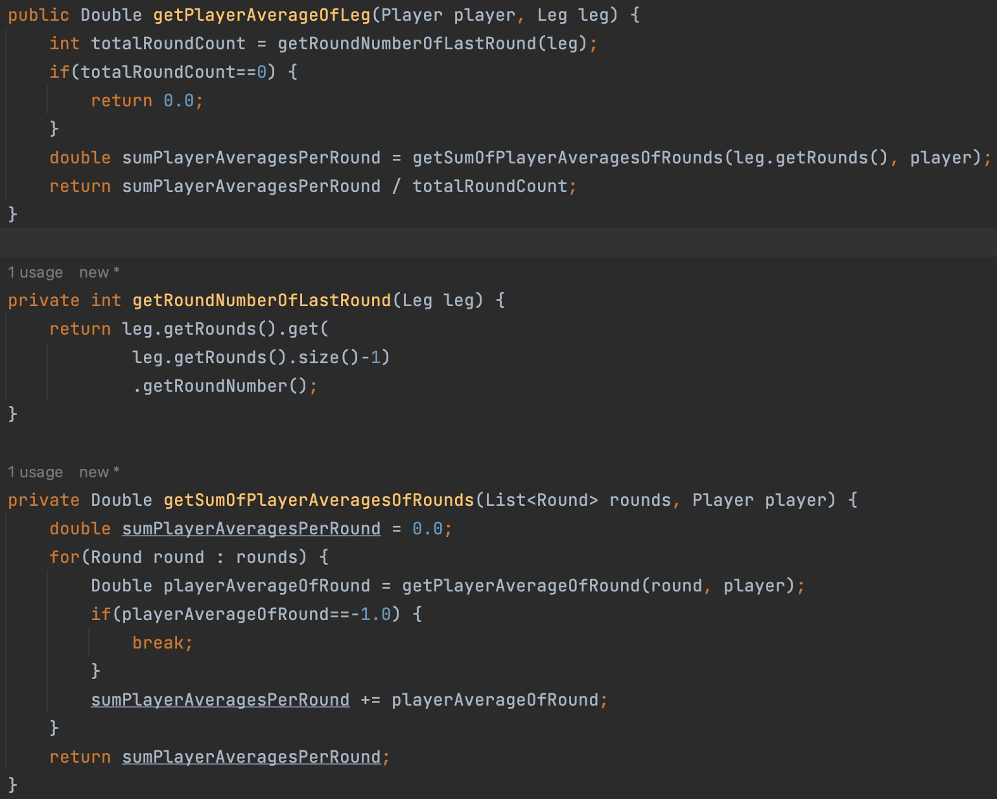 public Double getPlayerAverageOfLeg(Player player, Leg leg) {
    int totalRoundCount = getRoundNumberOfLastRound(leg);
    if(totalRoundCount==0) {
        return 0.0;
    }
    double sumPlayerAveragesPerRound = getSumOfPlayerAveragesOfRounds(leg.getRounds(), player);
    return sumPlayerAveragesPerRound / totalRoundCount;
}
1 usage   new *
private int getRoundNumberOfLastRound(Leg leg) {
    return leg.getRounds().get(
            leg.getRounds().size()-1)
            .getRoundNumber();
}
1 usage   new *
private Double getSumOfPlayerAveragesOfRounds(List<Round> rounds, Player player) {
    double sumPlayerAveragesPerRound = 0.0;
    for(Round round : rounds) {
        Double playerAverageOfRound = getPlayerAverageOfRound(round, player);
        if(playerAverageOfRound==-1.0) {
            break;
        }
        sumPlayerAveragesPerRound += playerAverageOfRound;
    }
    return sumPlayerAveragesPerRound;
}